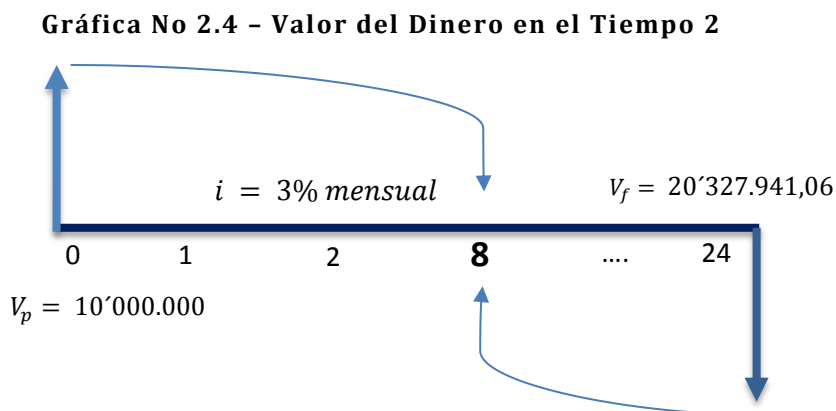 Gráfica No 2.4 – Valor del Dinero en el Tiempo 2
i = 3% mensual
V_f = 20´327.941,06
0 1 2 8 .... 24
V_p = 10´000.000